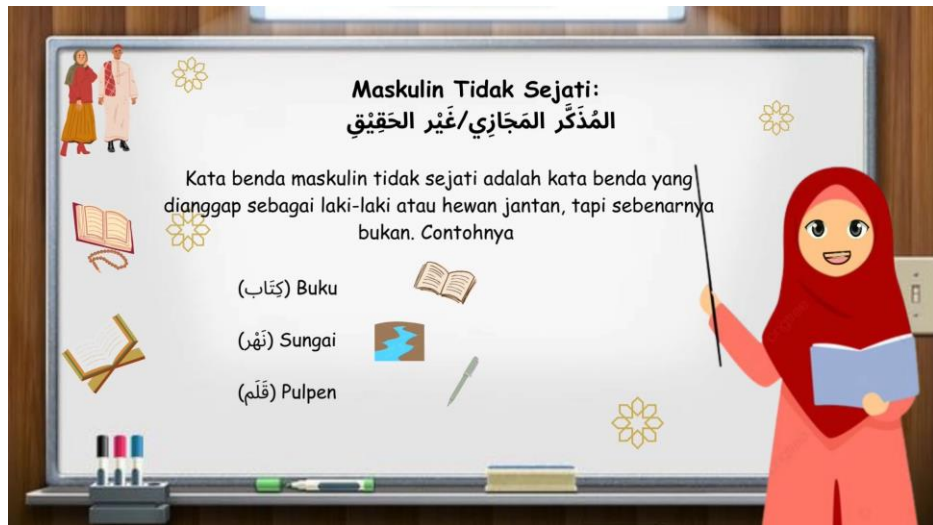 Maskulin Tidak Sejati:
المُذَكَّر المَجَازِي/غَيْر الحَقِيْقِ
Kata benda maskulin tidak sejati adalah kata benda yang
dianggap sebagai laki-laki atau hewan jantan, tapi sebenarnya
bukan. Contohnya
(كِتَاب) Buku
(نَهْر) Sungai
(قَلَم) Pulpen